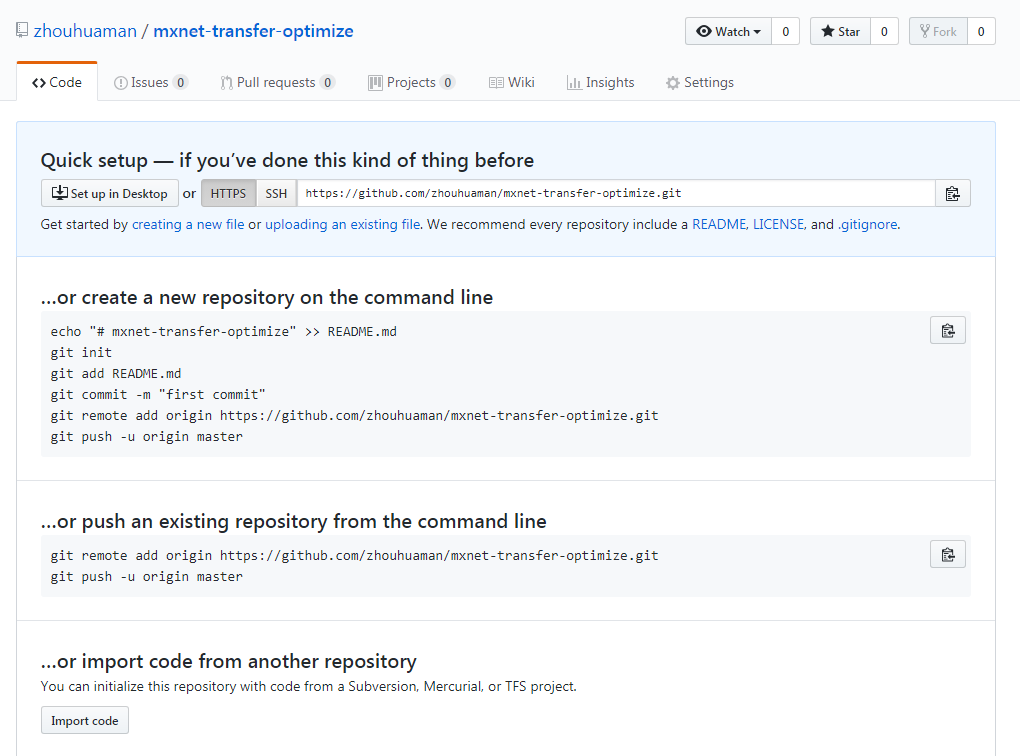 zhouhuaman / mxnet-transfer-optimize
Watch 0 Star 0 Fork 0
Code Issues 0 Pull requests 0 Projects 0 Wiki Insights Settings
Quick setup — if you’ve done this kind of thing before
Set up in Desktop or HTTPS SSH https://github.com/zhouhuaman/mxnet-transfer-optimize.git
Get started by creating a new file or uploading an existing file. We recommend every repository include a README, LICENSE, and .gitignore.
…or create a new repository on the command line
echo "# mxnet-transfer-optimize" >> README.md
git init
git add README.md
git commit -m "first commit"
git remote add origin https://github.com/zhouhuaman/mxnet-transfer-optimize.git
git push -u origin master
…or push an existing repository from the command line
git remote add origin https://github.com/zhouhuaman/mxnet-transfer-optimize.git
git push -u origin master
…or import code from another repository
You can initialize this repository with code from a Subversion, Mercurial, or TFS project.
Import code